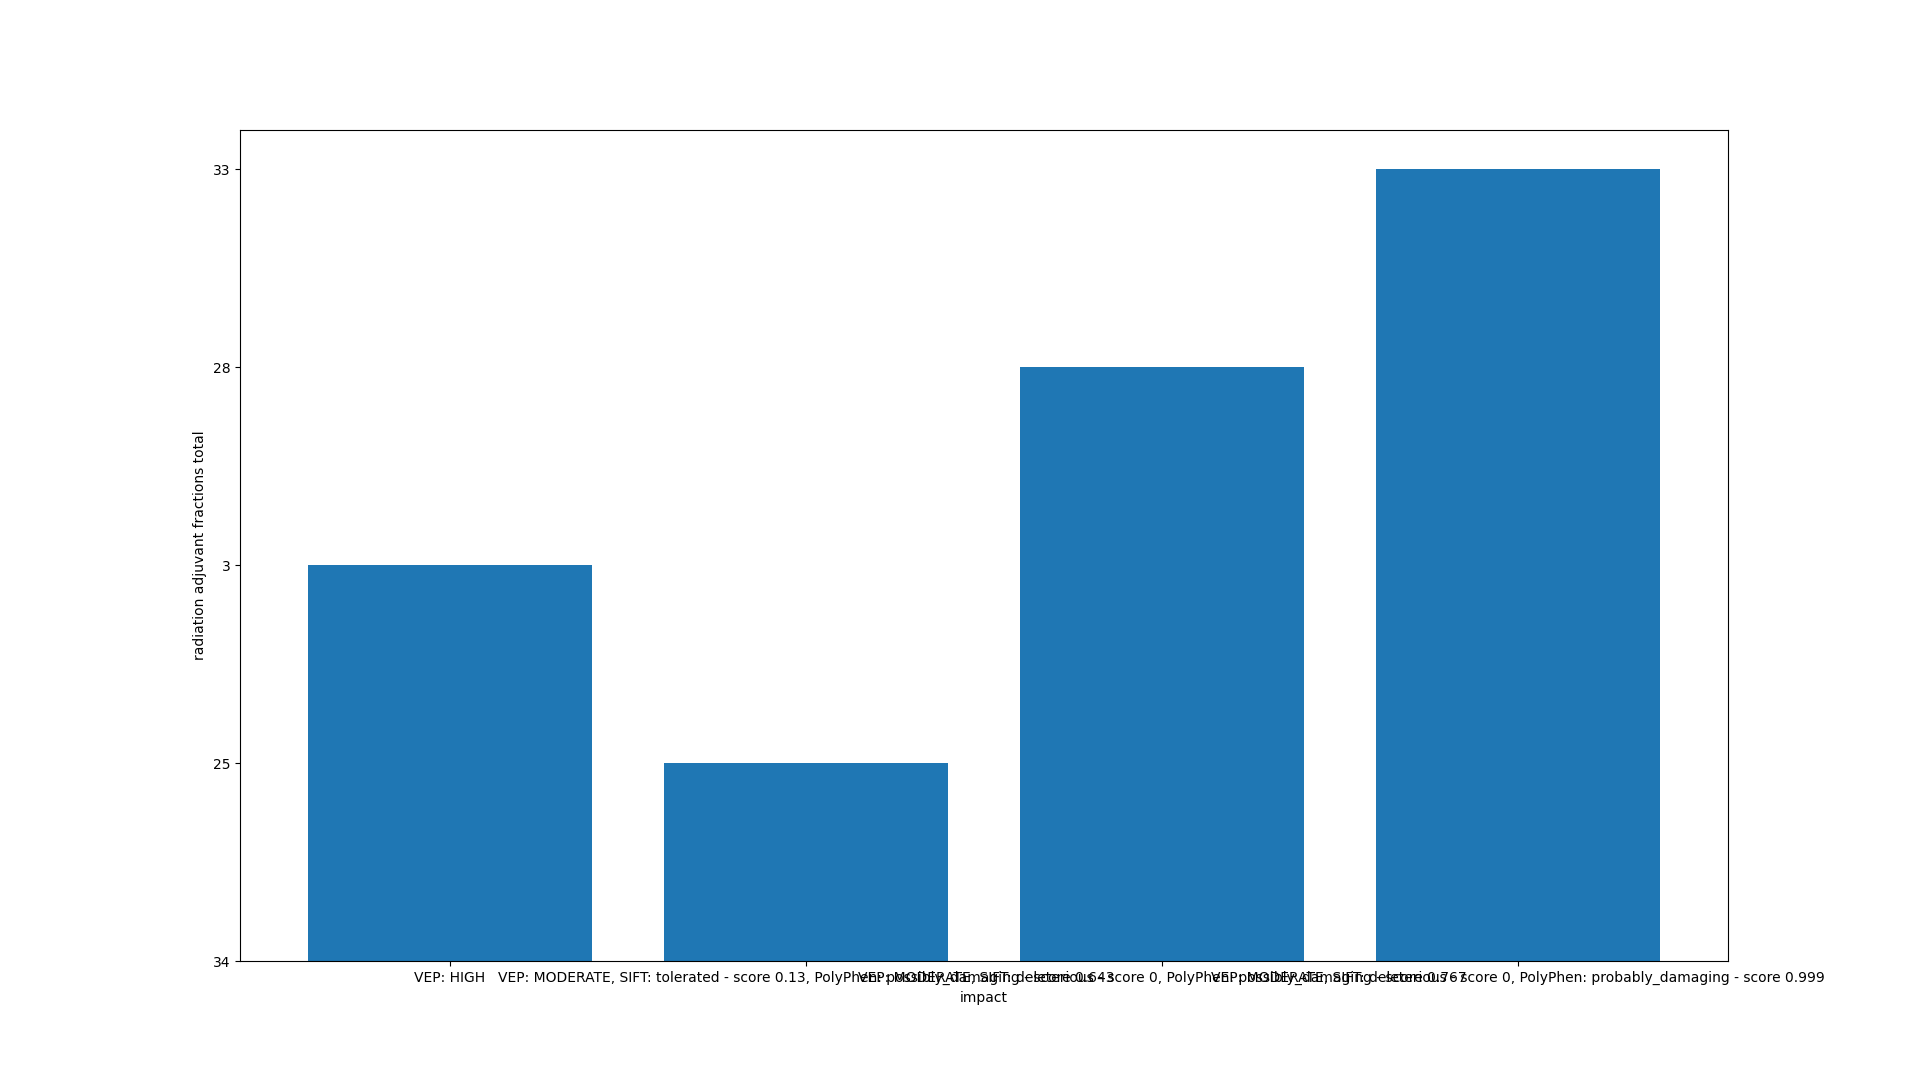 33
28
3
25
34
radiation adjuvant fractions total
VEP: HIGH
VEP: MODERATE, SIFT: tolerated - score 0.13, PolyPhen: possibly_damaging - score 0.643
VEP: MODERATE, SIFT: deleterious - score 0, PolyPhen: possibly_damaging - score 0.767
VEP: MODERATE, SIFT: deleterious - score 0, PolyPhen: probably_damaging - score 0.999
impact